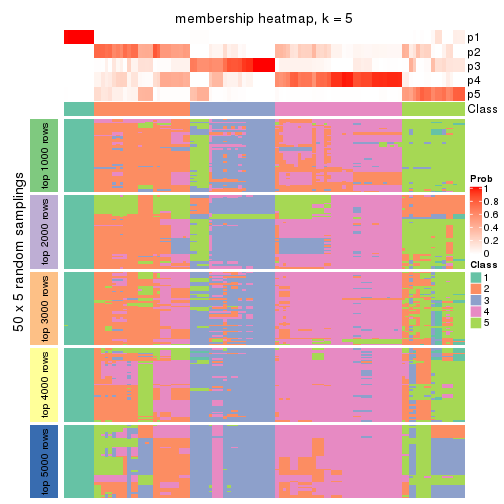 membership heatmap, k = 5
p1
p2
p3
p4
p5
Class
50 x 5 random samplings
top 1000 rows
top 2000 rows
top 3000 rows
top 4000 rows
top 5000 rows
Prob
1
0.8
0.6
0.4
0.2
0
Class
1
2
3
4
5